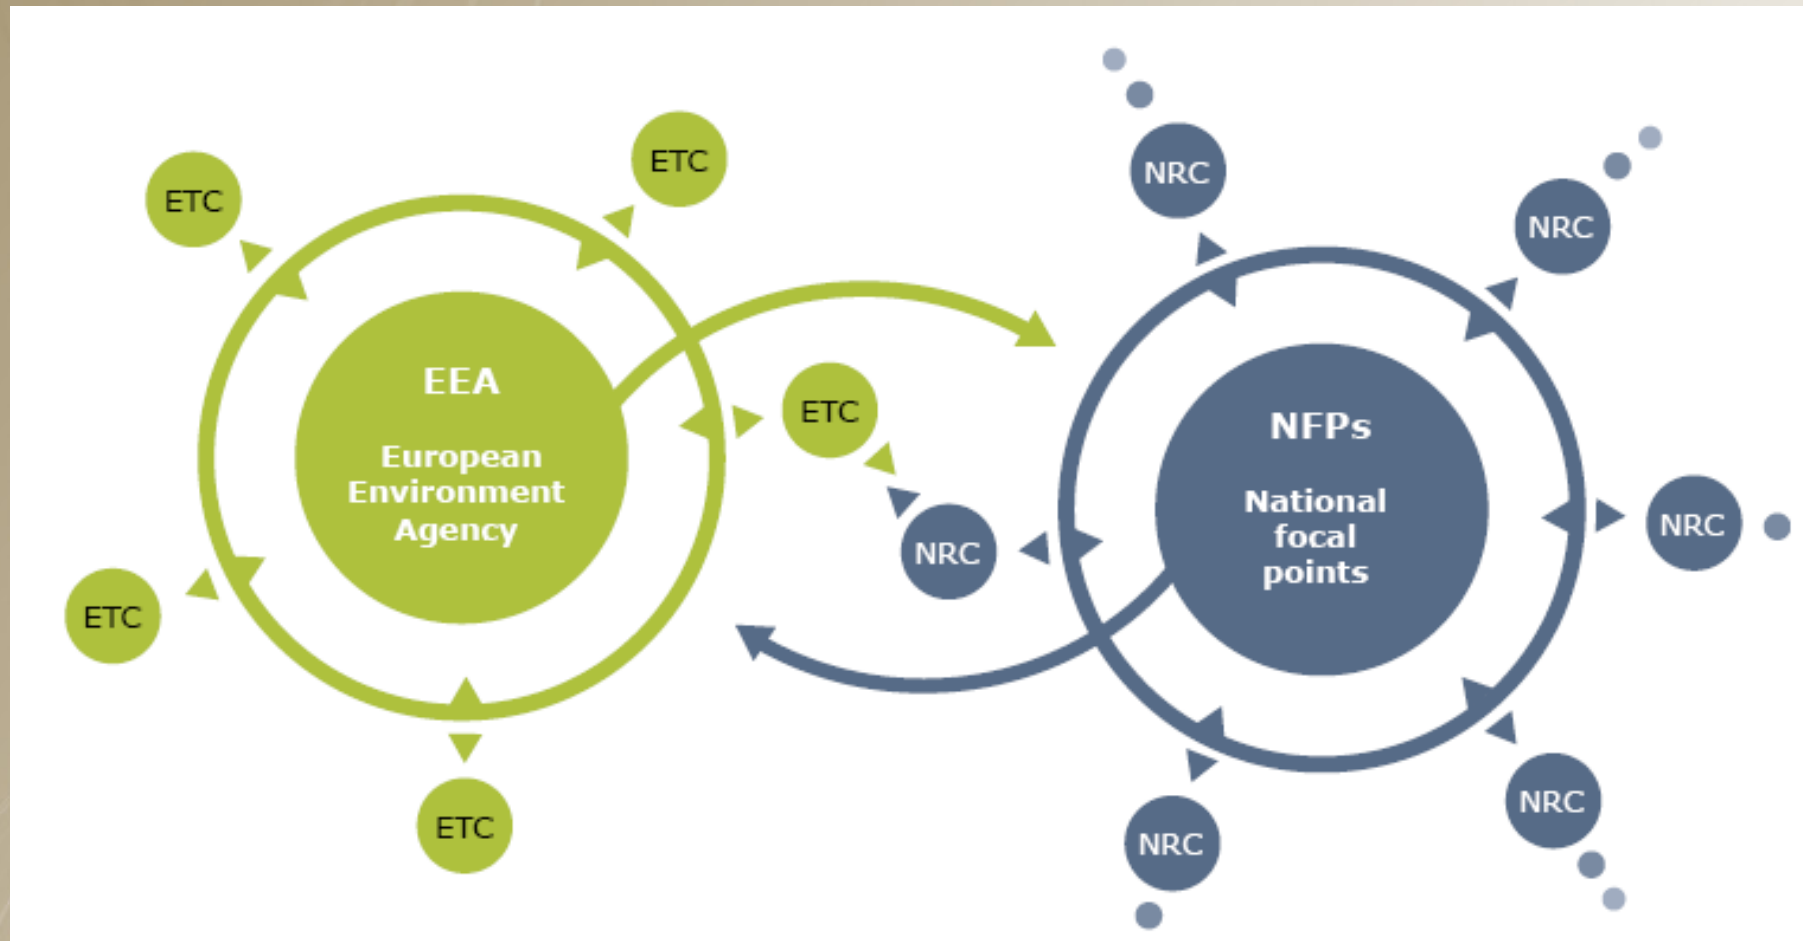 ETC
ETC
EEA
European
Environment
Agency
ETC
ETC
ETC
NRC
NRC
NRC
NFPs
National
focal
points
NRC
NRC
NRC